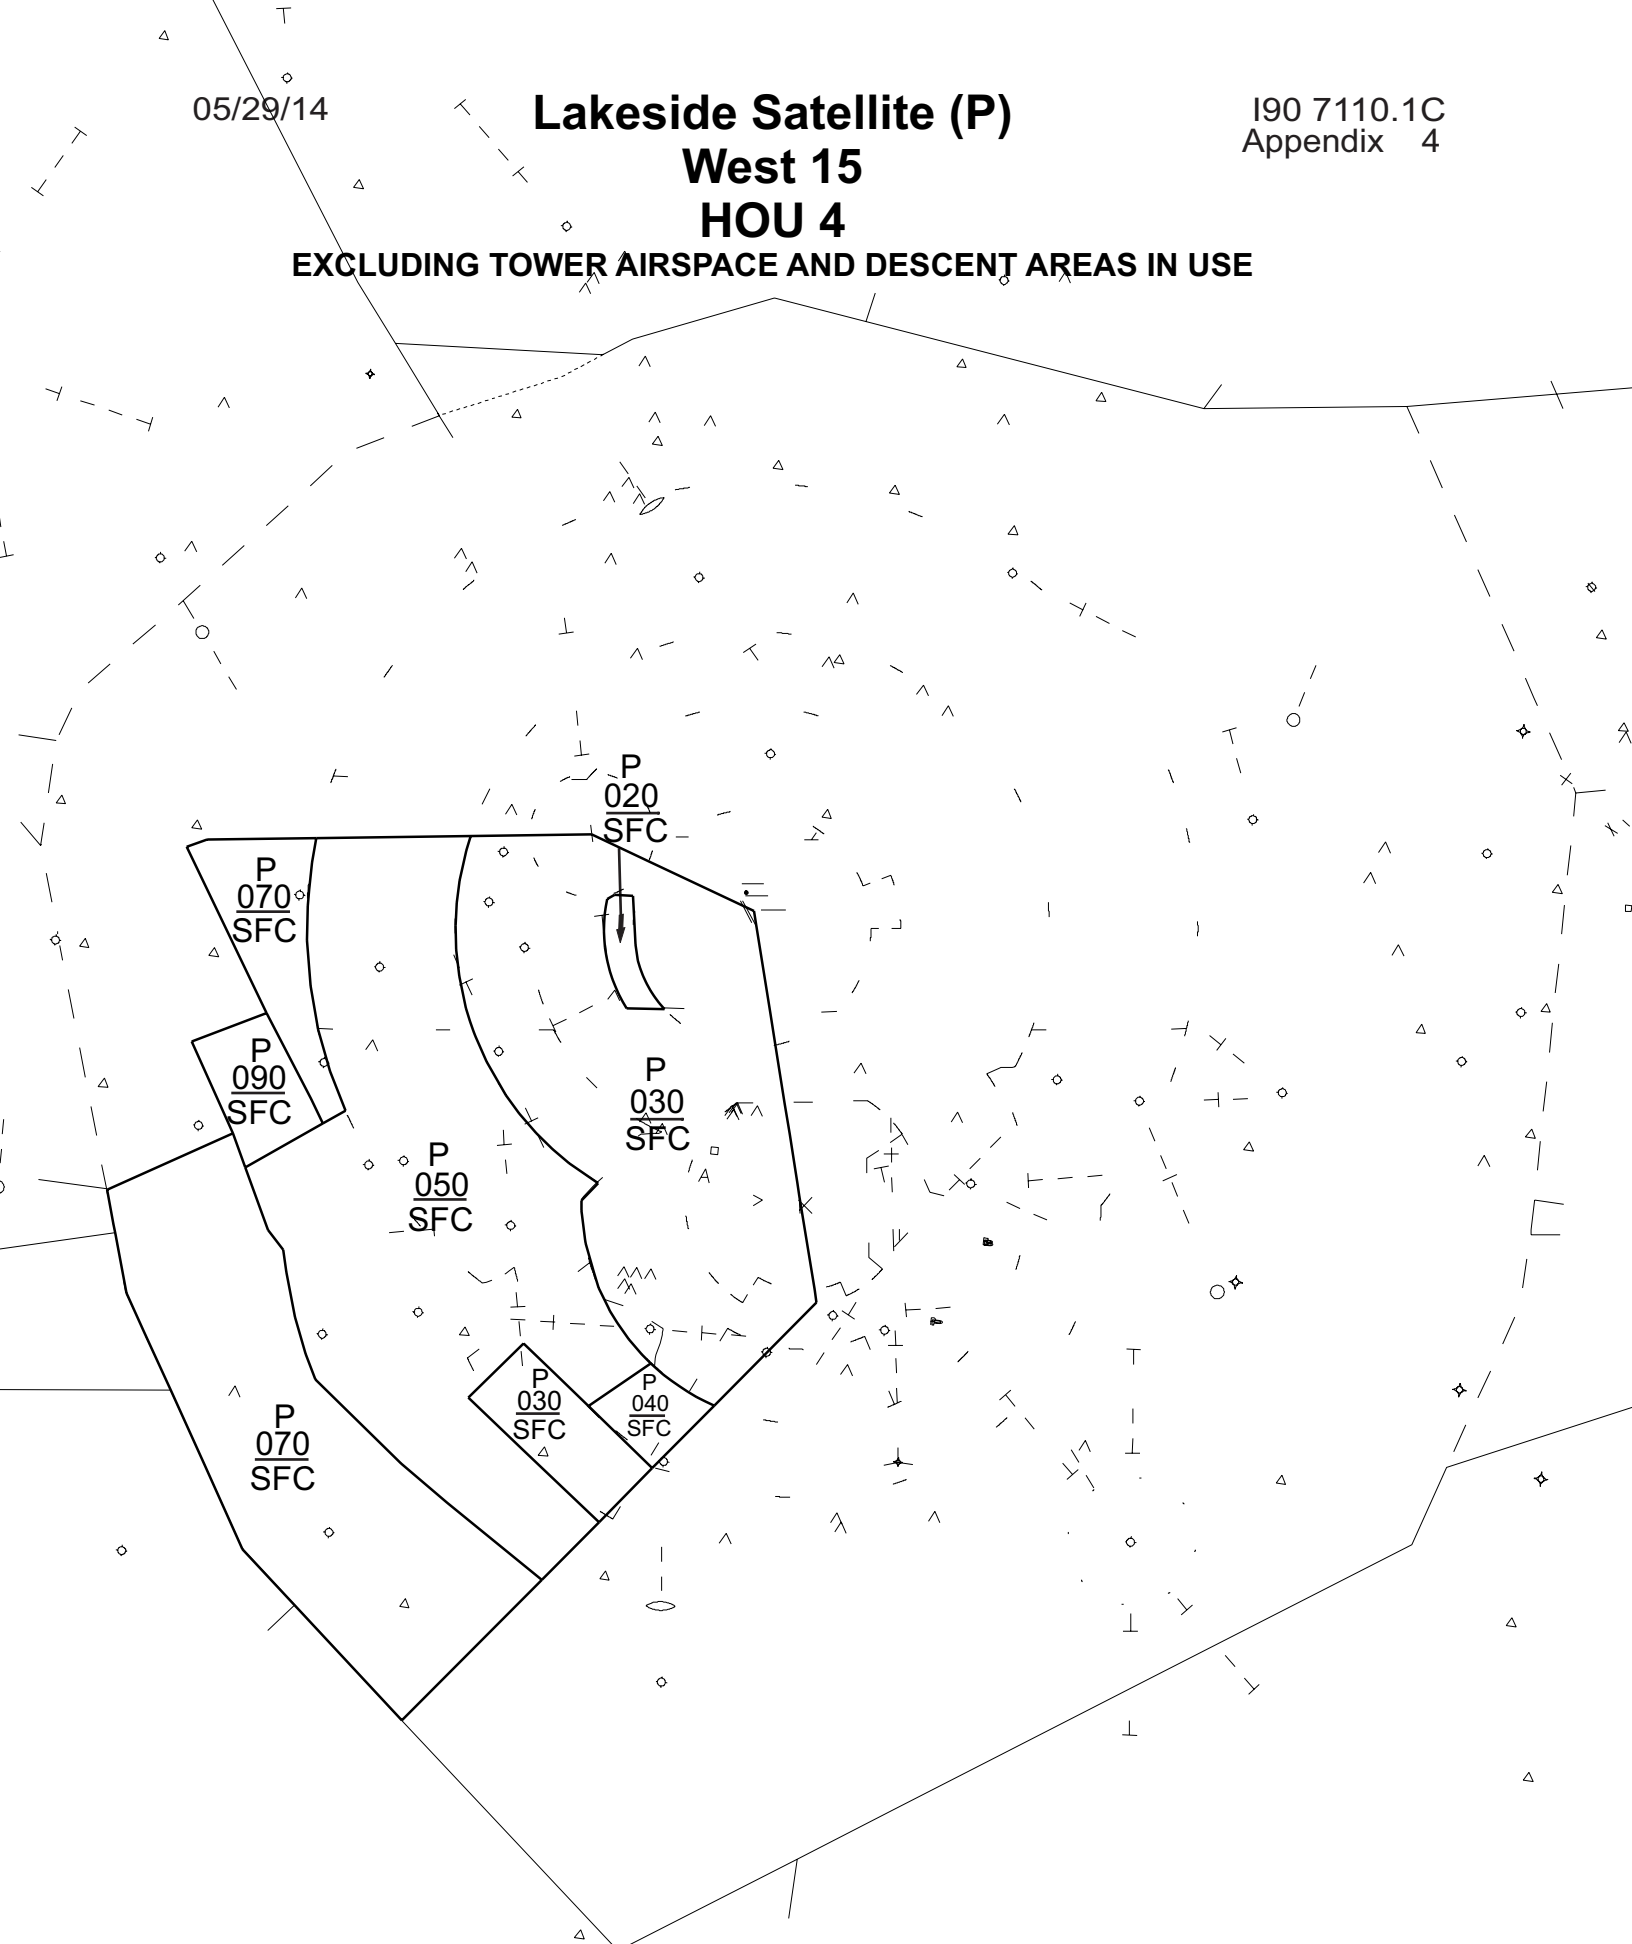 05/29/14
Lakeside Satellite (P)
West 15
HOU 4
EXCLUDING TOWER AIRSPACE AND DESCENT AREAS IN USE
I90 7110.1C
Appendix 4
P
020
SFC
P
070
SFC
P
090
SFC
P
030
SFC
P
050
SFC
P
030
SFC
P
040
SFC
P
070
SFC